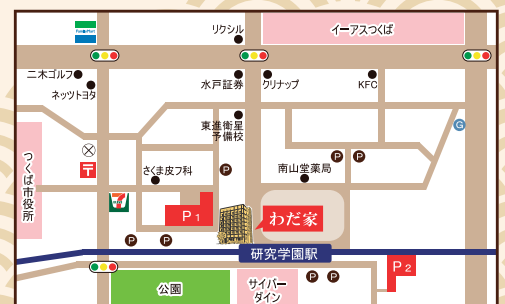 FamilyMart
リクシル
イーアスつくば
二木ゴルフ
ネッツトヨタ
水戸証券
クリナップ
KFC
東進衛星
予備校
G
つくば市役所
〒
さくま皮フ科
P
P
P
南山堂薬局
7
P1
わだ家
P
P
研究学園駅
P2
公園
サイバー
ダイン
P
P